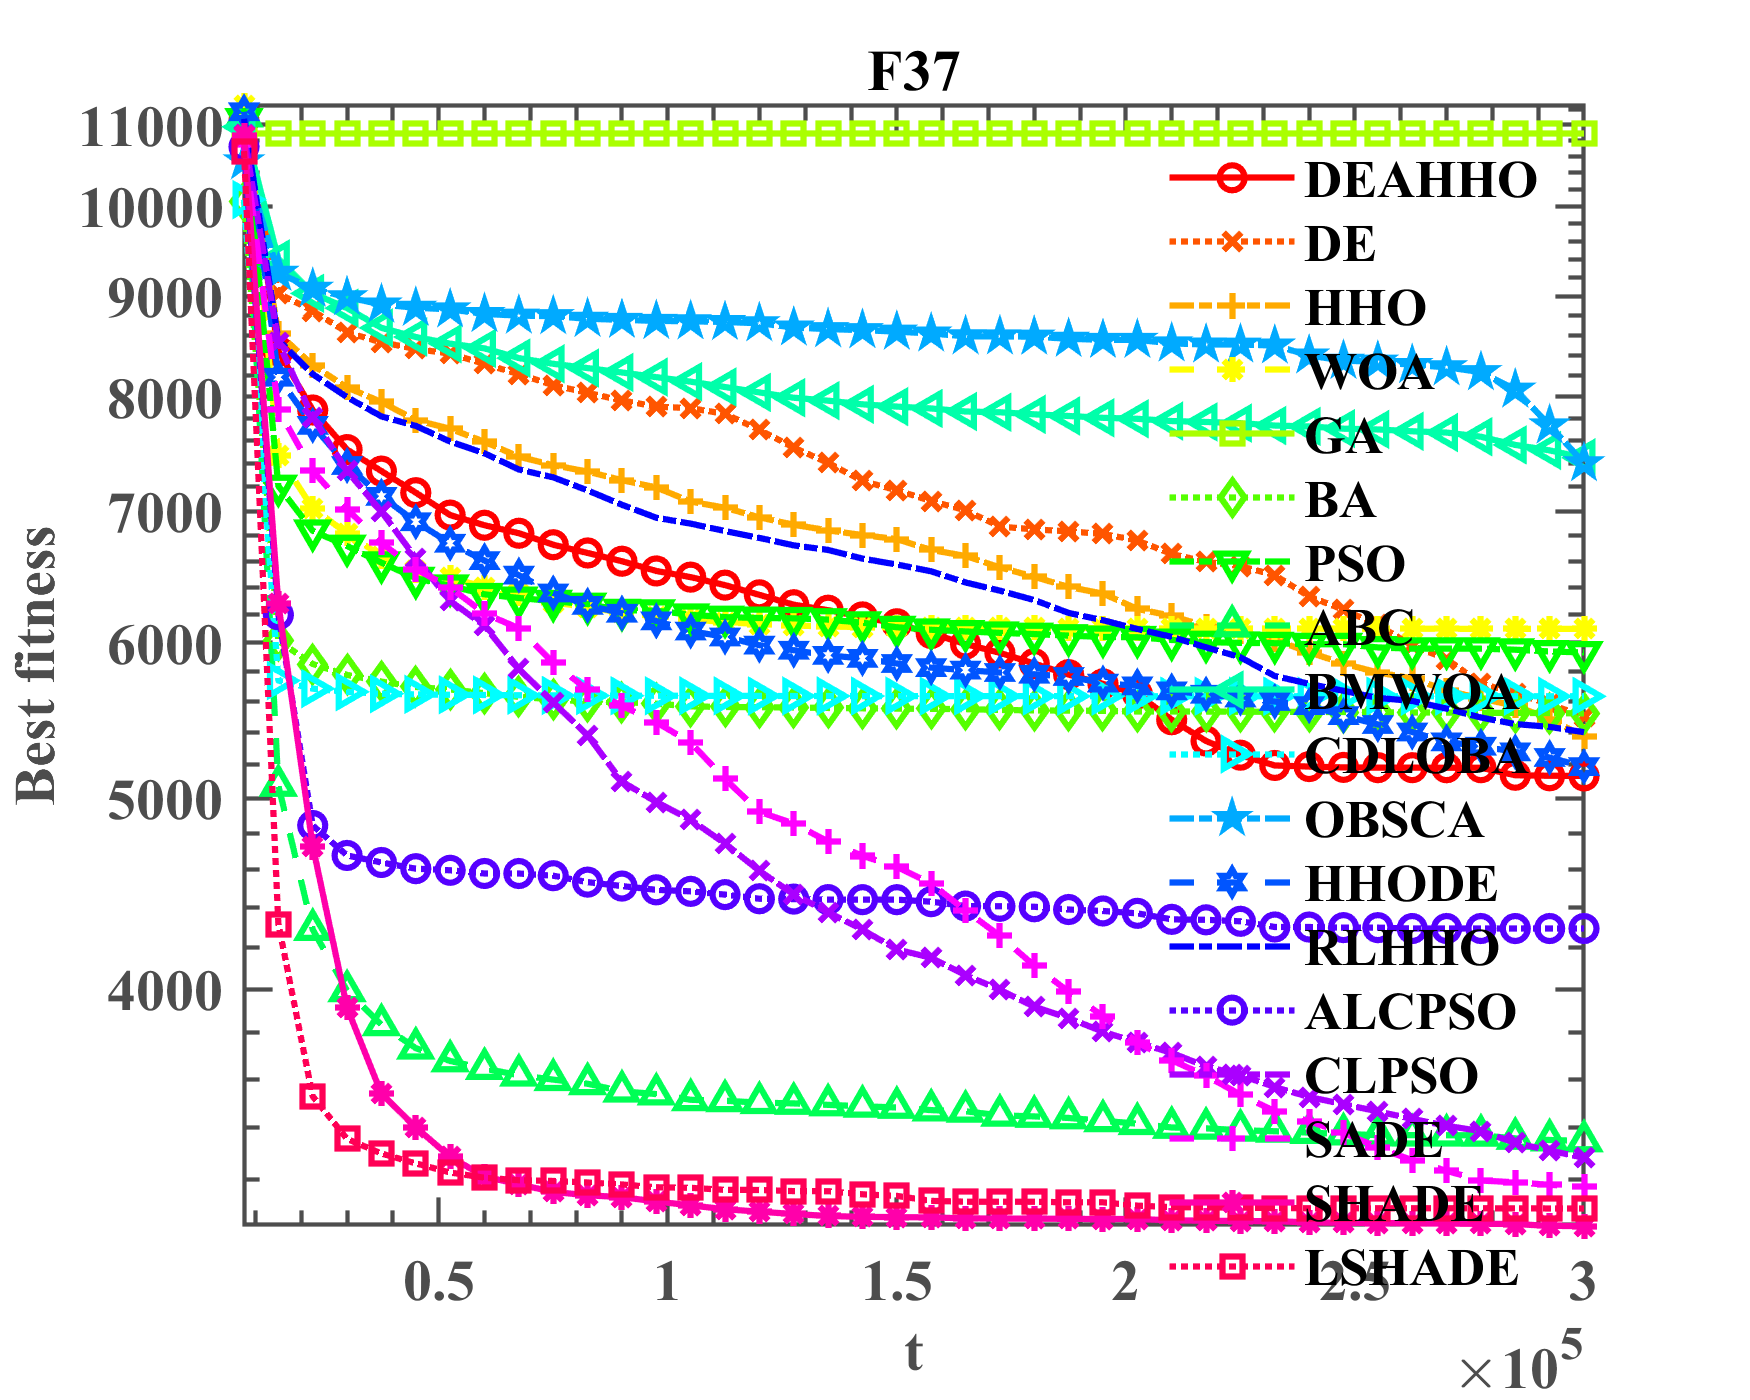 F37
11000
10000
9000
8000
7000
6000
5000
4000
Best fitness
DEAHHO
DE
HHO
WOA
GA
BA
PSO
ABC
BMWOA
CDLOBA
OBSCA
HHODE
RLHHO
ALCPSO
CLPSO
SADE
SHADE
LSHADE
0.5 1 1.5 2 2.5 3
t
×10⁵